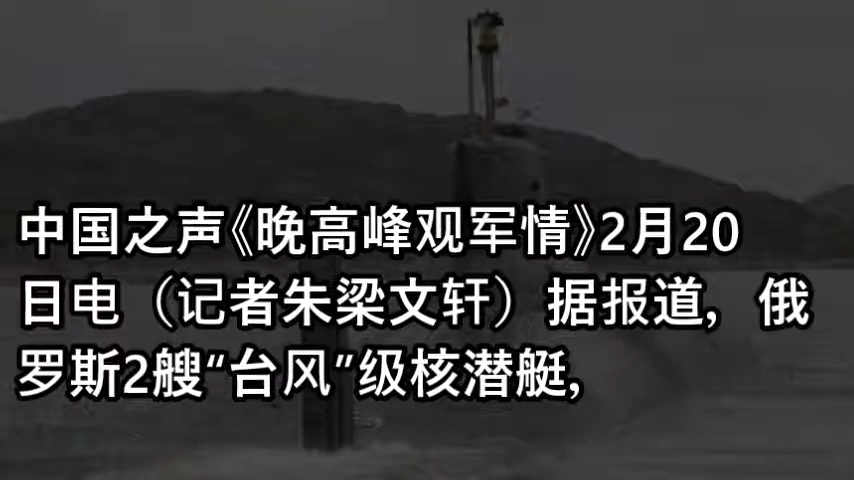 中国之声《晚高峰观军情》2月20
日电（记者朱梁文轩）据报道，俄
罗斯2艘“台风”级核潜艇,